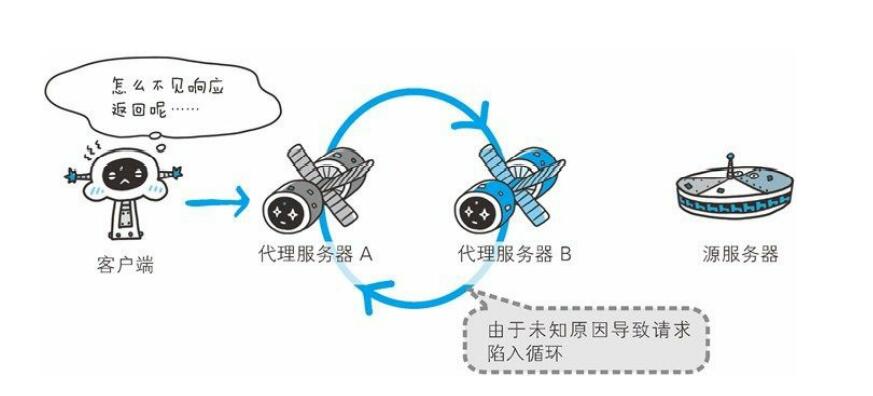 怎么不见响应
返回呢……
代理服务器 A
代理服务器 B
客户端
源服务器
由于未知原因导致请求
陷入循环